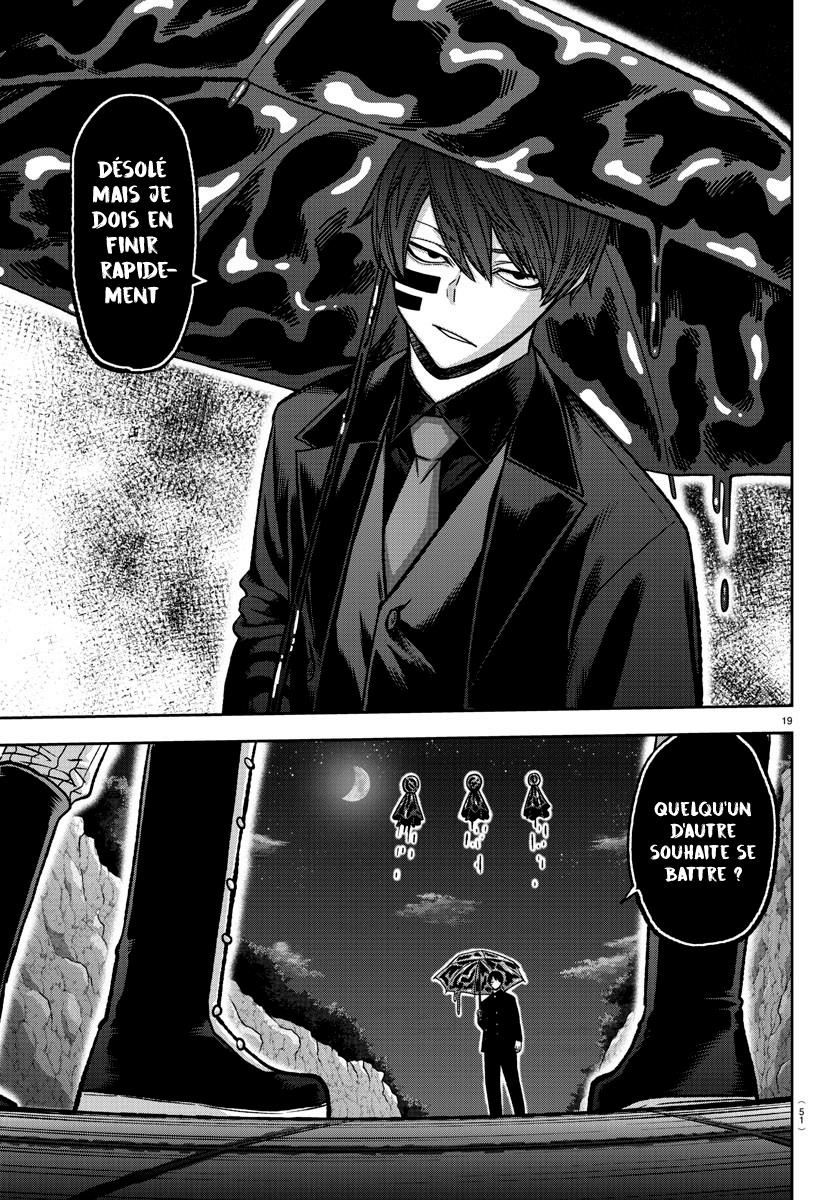 DÉSOLÉ
MAIS JE
DOIS EN
FINIR
RAPIDE-
MENT
19
QUELQU'UN
D'AUTRE
SOUHAITE SE
BATTRE ?
(51)